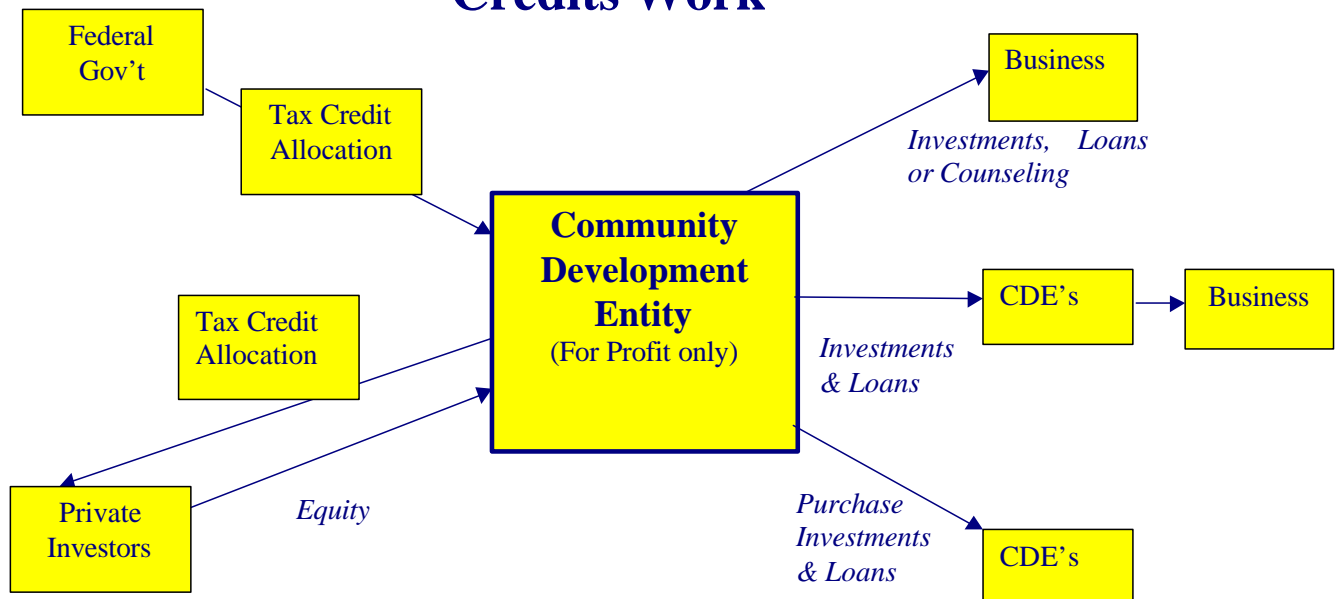 Credits Work
Federal
Gov’t
Tax Credit
Allocation
Business
Investments, Loans
or Counseling
Community
Development
Entity
(For Profit only)
CDE’s
Business
Investments
& Loans
Tax Credit
Allocation
Private
Investors
Equity
Purchase
Investments
& Loans
CDE’s